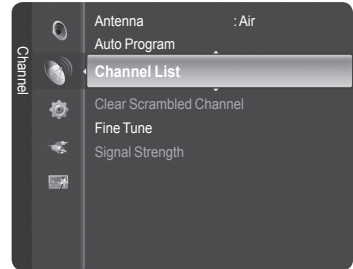 Channel
Antenna : Air
Auto Program
Channel List
Clear Scrambled Channel
Fine Tune
Signal Strength